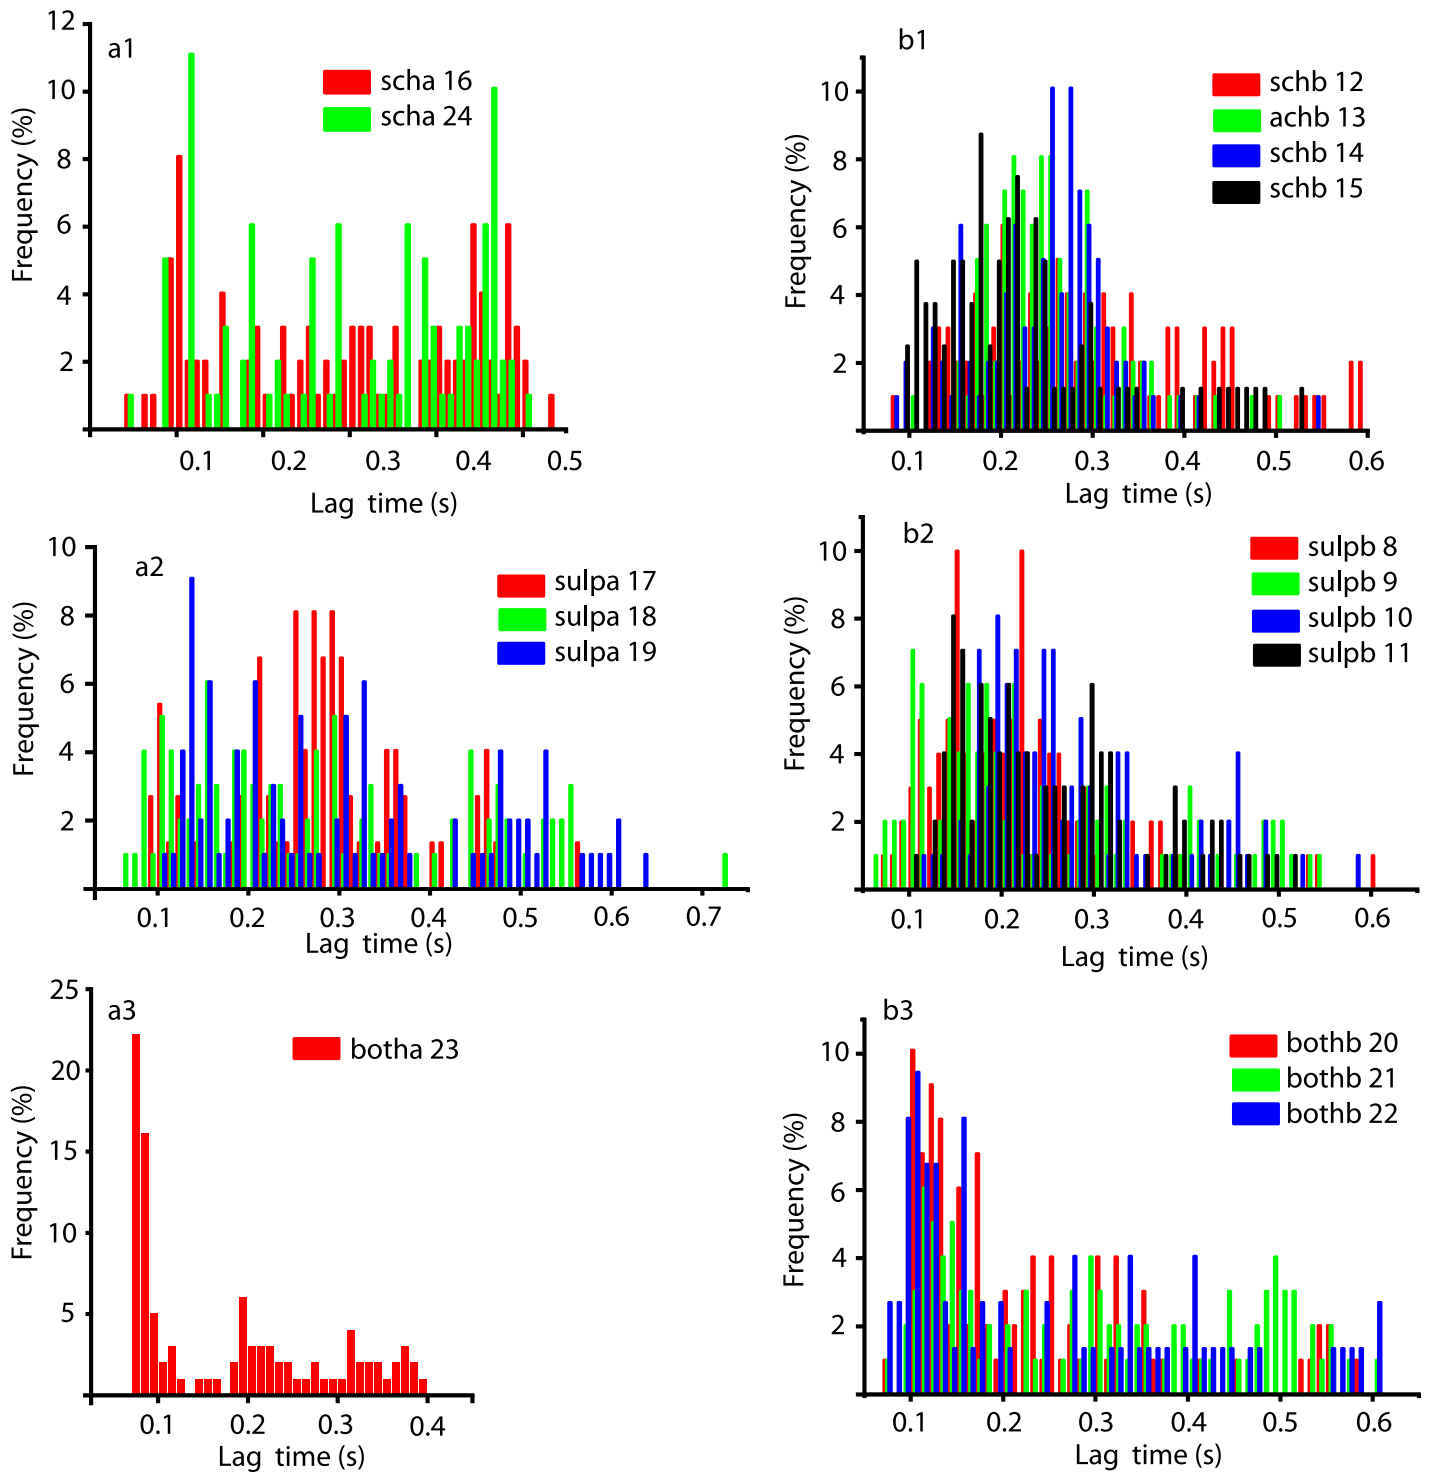 a1
scha 16
scha 24
Frequency (%)
12
10
8
6
4
2
0.1 0.2 0.3 0.4 0.5
Lag time (s)
b1
schb 12
achb 13
schb 14
schb 15
Frequency (%)
10
8
6
4
2
0.1 0.2 0.3 0.4 0.5 0.6
Lag time (s)
a2
sulpa 17
sulpa 18
sulpa 19
Frequency (%)
10
8
6
4
2
0.1 0.2 0.3 0.4 0.5 0.6 0.7
Lag time (s)
b2
sulpb 8
sulpb 9
sulpb 10
sulpb 11
Frequency (%)
10
8
6
4
2
0.1 0.2 0.3 0.4 0.5 0.6
Lag time (s)
a3
botha 23
Frequency (%)
25
20
15
10
5
0.1 0.2 0.3 0.4
Lag time (s)
b3
bothb 20
bothb 21
bothb 22
Frequency (%)
10
8
6
4
2
0.1 0.2 0.3 0.4 0.5 0.6
Lag time (s)